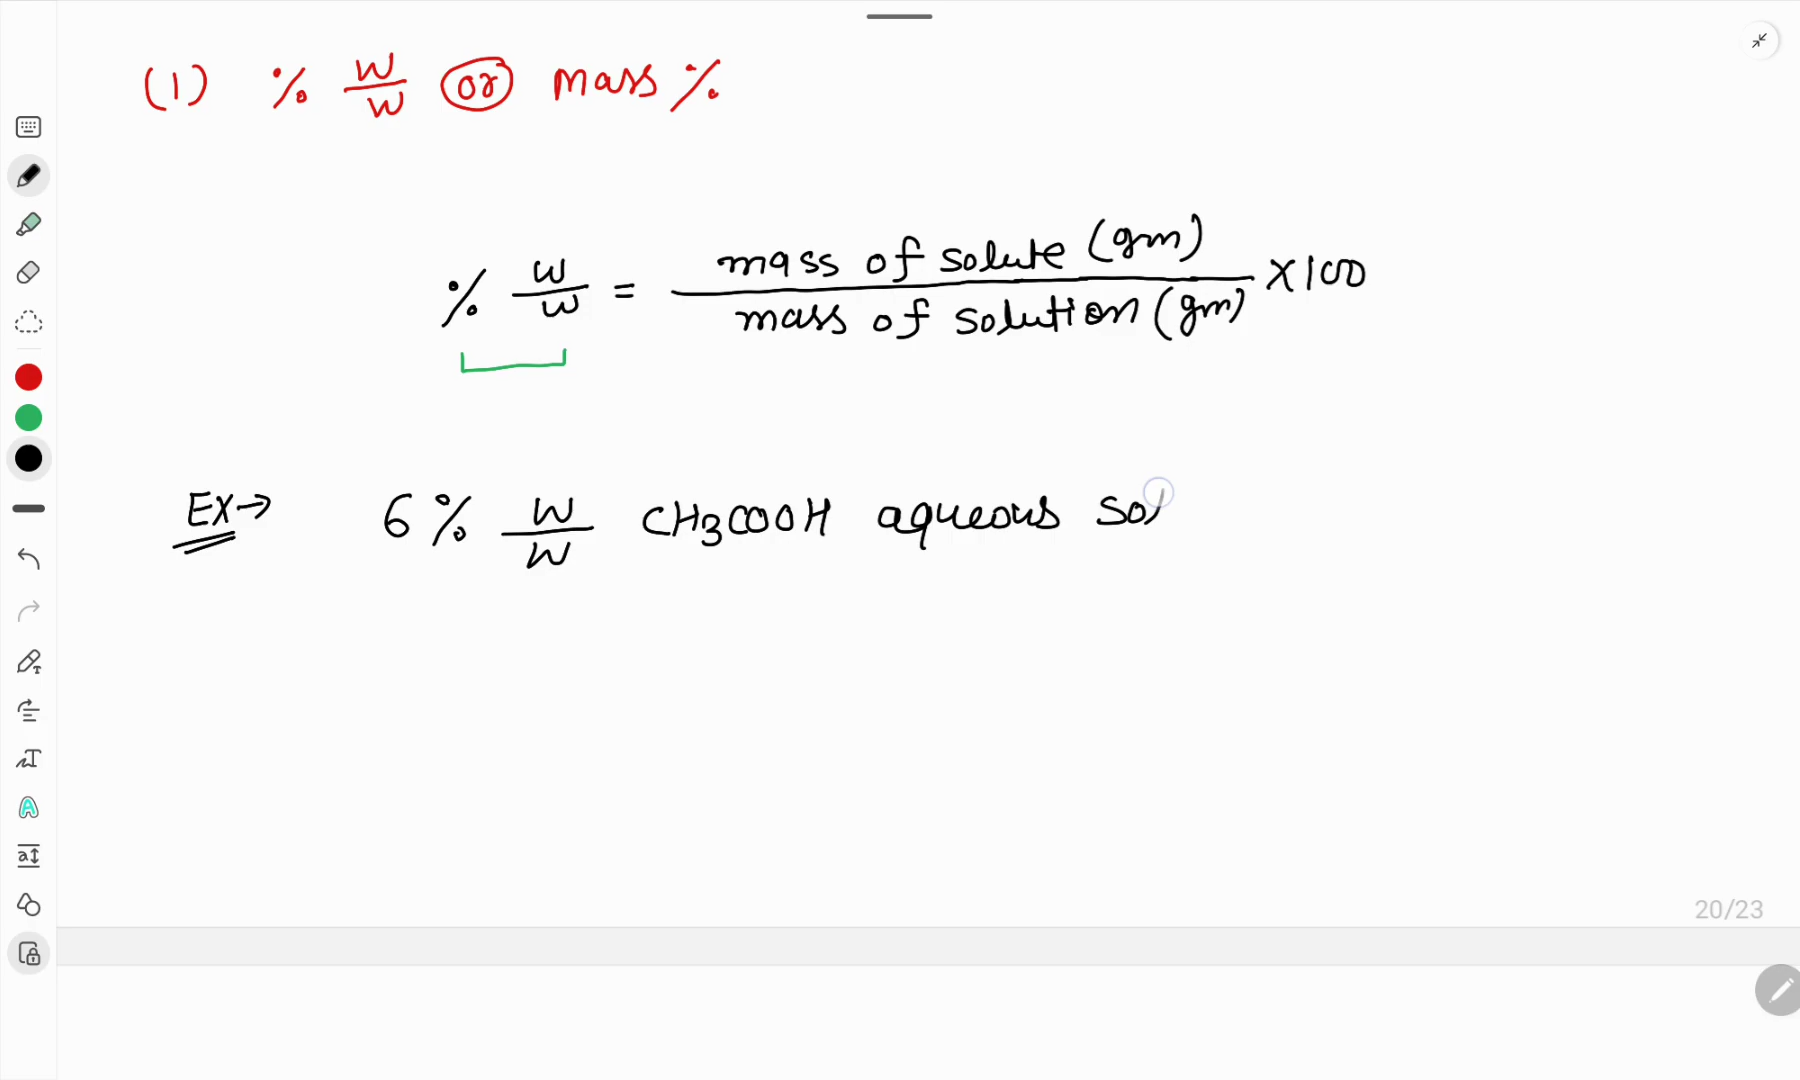 (1) % W/W or mass %
% W/W = mass of solute (gm) / mass of solution (gm) × 100
EX → 6 % W/W CH3COOH aqueous sol
20/23